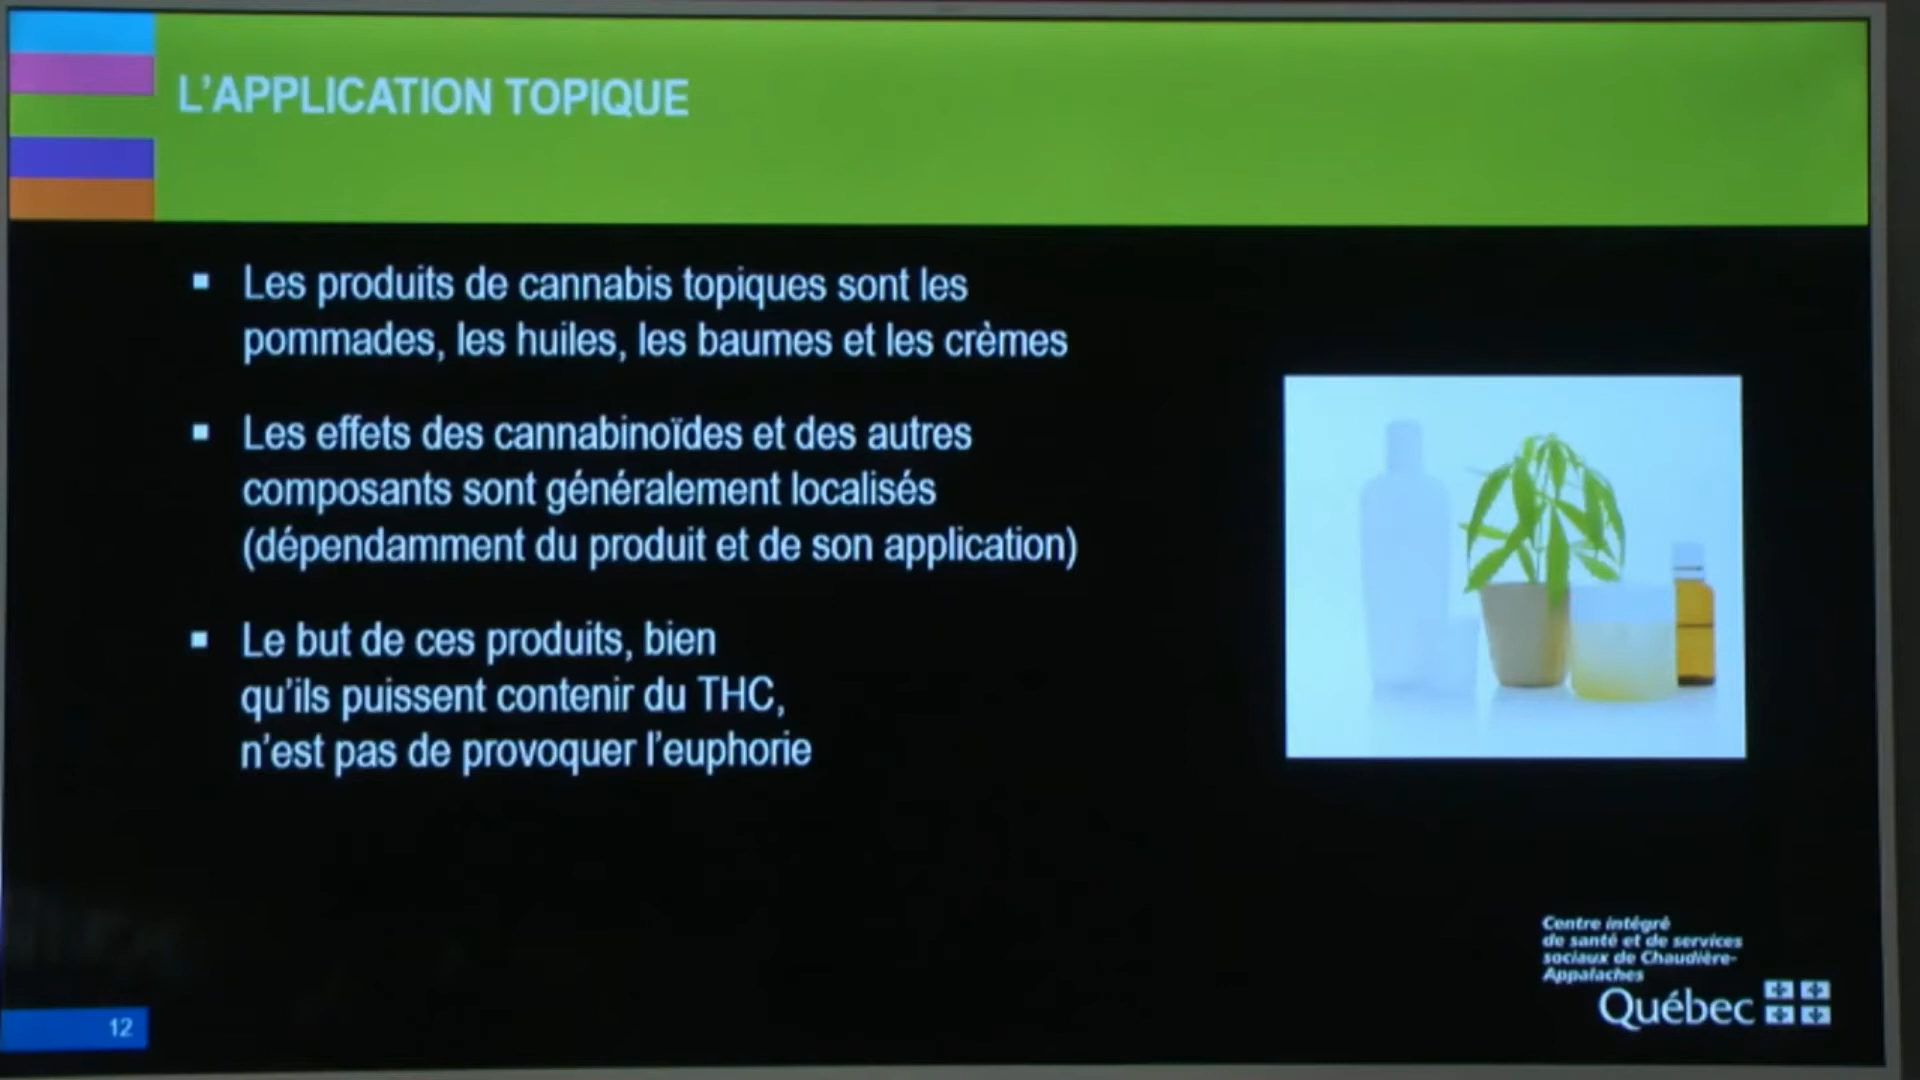 L'APPLICATION TOPIQUE
▪ Les produits de cannabis topiques sont les
pommades, les huiles, les baumes et les crèmes
▪ Les effets des cannabinoïdes et des autres
composants sont généralement localisés
(dépendamment du produit et de son application)
▪ Le but de ces produits, bien
qu'ils puissent contenir du THC,
n'est pas de provoquer l'euphorie
Centre intégré
de santé et de services
sociaux de Chaudière-
Appalaches
Québec
12